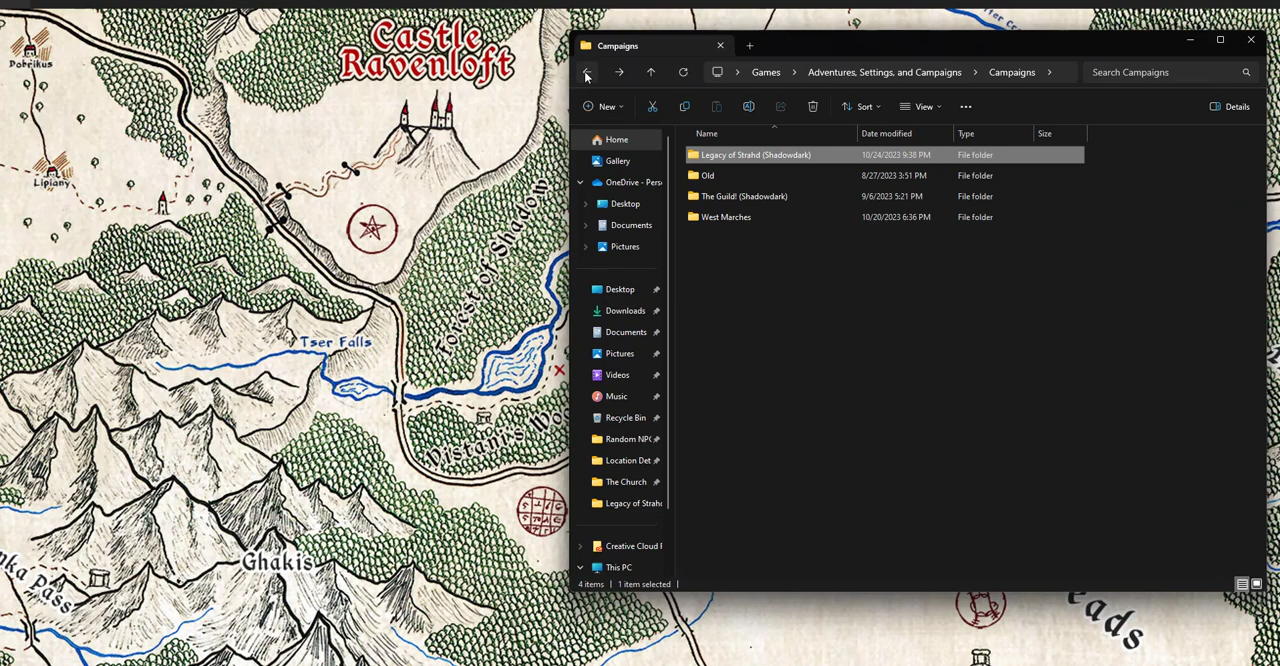 Castle
Ravenloft
Pobrikus
Lipiany
Forest of Shadow
Tser Falls
Ghakis
Pass
Campaigns
Games
Adventures, Settings, and Campaigns
Campaigns
Search Campaigns
New
Sort
View
Details
Name
Date modified
Type
Size
Legacy of Strahd (Shadowdark) 10/24/2023 9:38 PM File folder
Old 8/27/2023 3:51 PM File folder
The Guild! (Shadowdark) 9/6/2023 5:21 PM File folder
West Marches 10/20/2023 6:36 PM File folder
Home
Gallery
OneDrive - Pers
Desktop
Documents
Pictures
Desktop
Downloads
Documents
Pictures
Videos
Music
Recycle Bin
Random NPC
Location Det
The Church
Legacy of Strahd
Creative Cloud F
This PC
4 items
1 item selected
eads